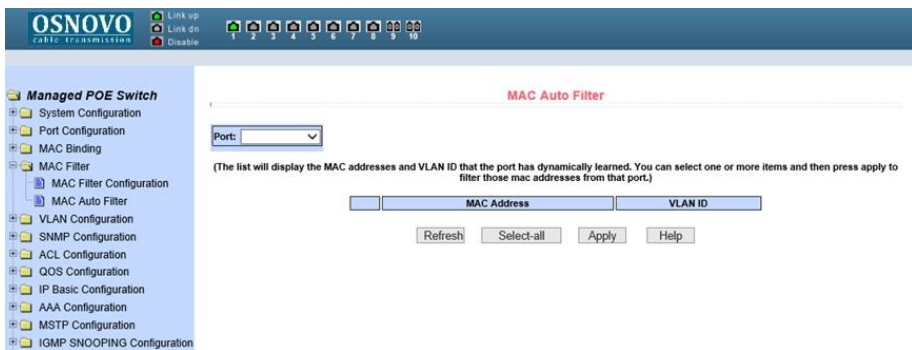 OSNOVO
cable transmission
Link up
Link dn
Disable
1 2 3 4 5 6 7 8 9 10
Managed POE Switch
System Configuration
Port Configuration
MAC Binding
MAC Filter
MAC Filter Configuration
MAC Auto Filter
VLAN Configuration
SNMP Configuration
ACL Configuration
QOS Configuration
IP Basic Configuration
AAA Configuration
MSTP Configuration
IGMP SNOOPING Configuration
MAC Auto Filter
Port:
(The list will display the MAC addresses and VLAN ID that the port has dynamically learned. You can select one or more items and then press apply to
filter those mac addresses from that port.)
MAC Address VLAN ID
Refresh Select-all Apply Help